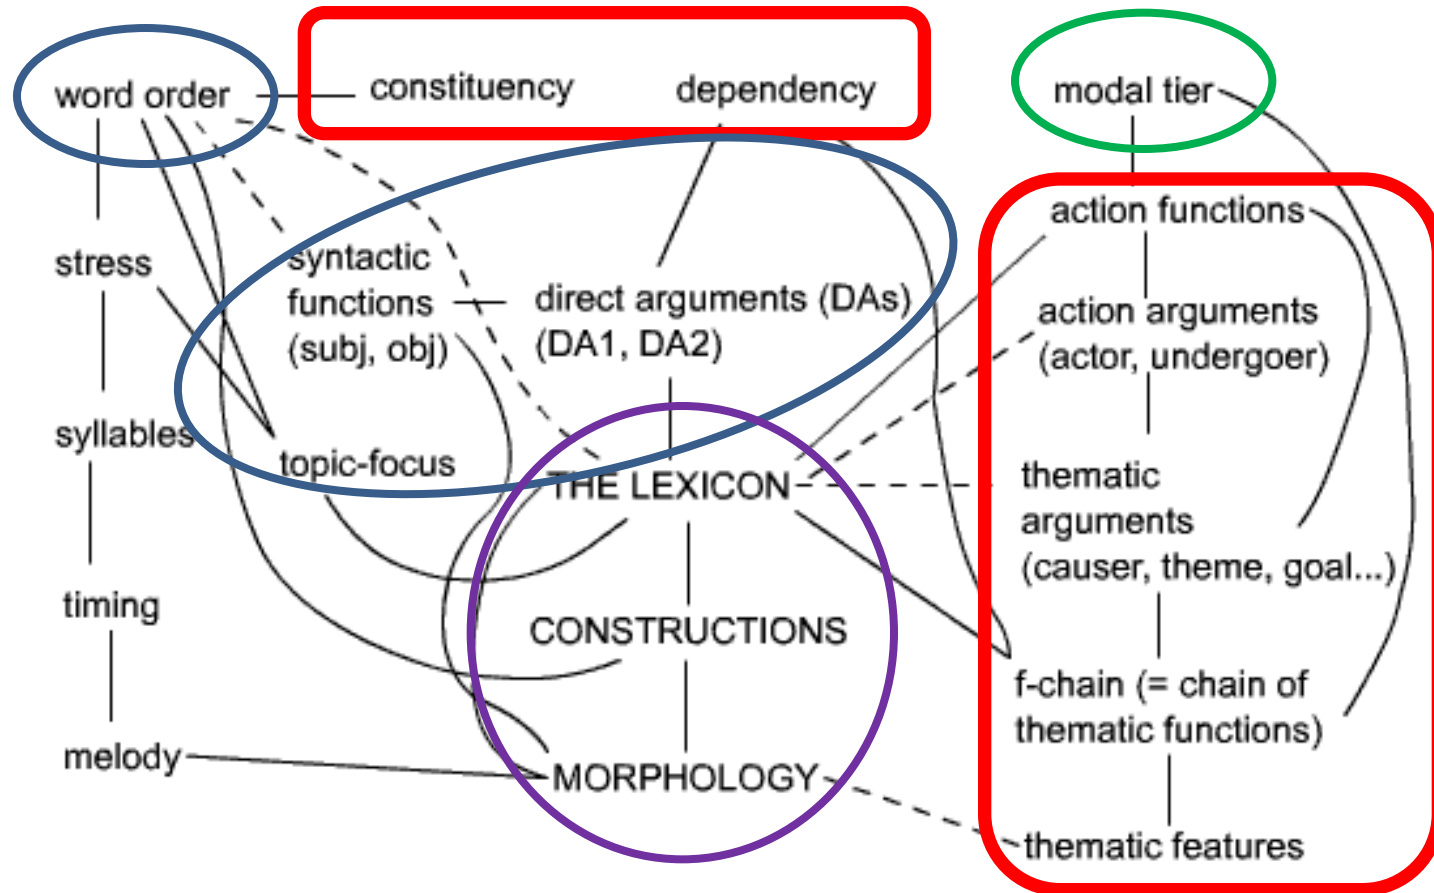 word order
constituency
dependency
modal tier
action functions
stress
syntactic
functions
(subj, obj)
direct arguments (DAs)
(DA1, DA2)
action arguments
(actor, undergoer)
syllables
topic-focus
THE LEXICON
thematic
arguments
(causer, theme, goal...)
timing
CONSTRUCTIONS
f-chain (= chain of
thematic functions)
melody
MORPHOLOGY
thematic features